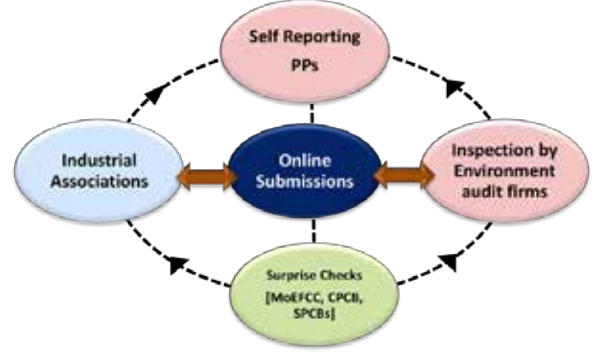 Self Reporting
PPs
Industrial
Associations
Online
Submissions
Inspection by
Environment
audit firms
Surprise Checks
[MoEFCC, CPCB,
SPCBs]